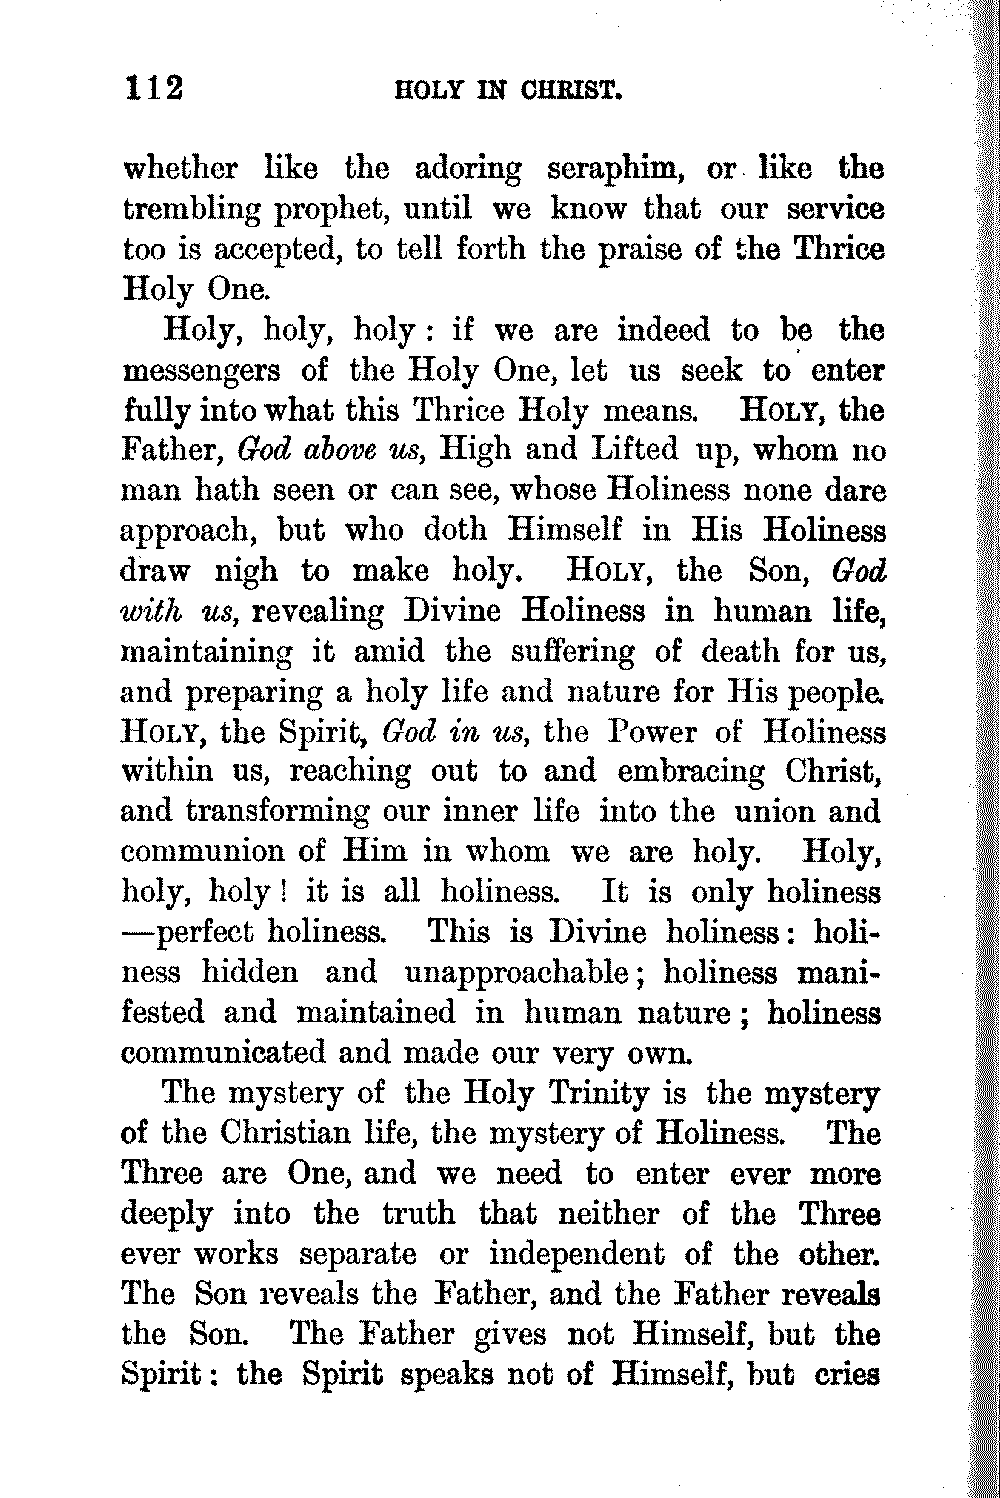 112 HOLY IN CHRIST.
whether like the adoring seraphim, or like the
trembling prophet, until we know that our service
too is accepted, to tell forth the praise of the Thrice
Holy One.
Holy, holy, holy : if we are indeed to be the
messengers of the Holy One, let us seek to enter
fully into what this Thrice Holy means. HOLY, the
Father, God above us, High and Lifted up, whom no
man hath seen or can see, whose Holiness none dare
approach, but who doth Himself in His Holiness
draw nigh to make holy. HOLY, the Son, God
with us, revealing Divine Holiness in human life,
maintaining it amid the suffering of death for us,
and preparing a holy life and nature for His people.
HOLY, the Spirit, God in us, the Power of Holiness
within us, reaching out to and embracing Christ,
and transforming our inner life into the union and
communion of Him in whom we are holy. Holy,
holy, holy ! it is all holiness. It is only holiness
—perfect holiness. This is Divine holiness : holi-
ness hidden and unapproachable ; holiness mani-
fested and maintained in human nature ; holiness
communicated and made our very own.
The mystery of the Holy Trinity is the mystery
of the Christian life, the mystery of Holiness. The
Three are One, and we need to enter ever more
deeply into the truth that neither of the Three
ever works separate or independent of the other.
The Son reveals the Father, and the Father reveals
the Son. The Father gives not Himself, but the
Spirit : the Spirit speaks not of Himself, but cries